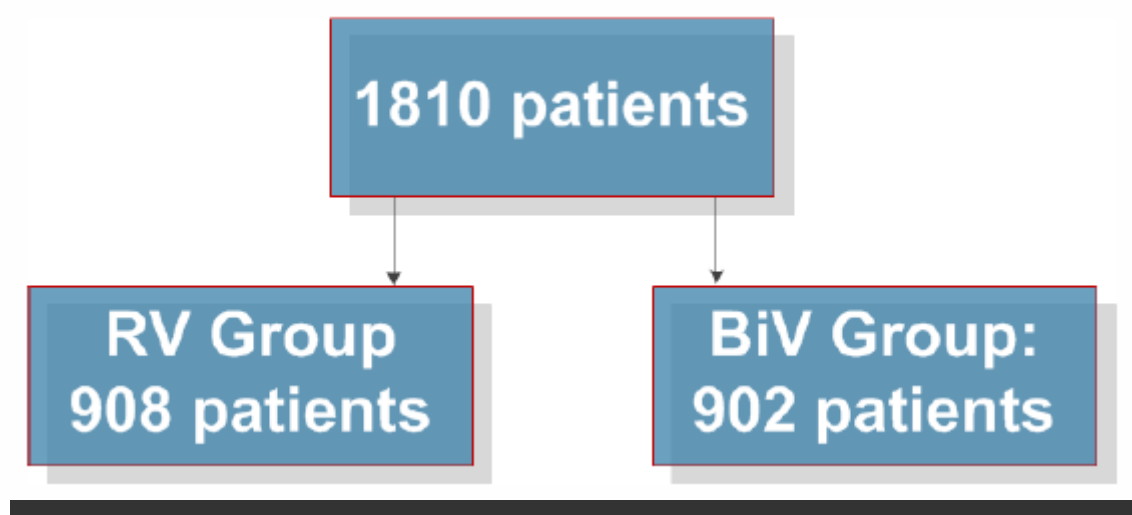 1810 patients
RV Group
908 patients
BiV Group:
902 patients